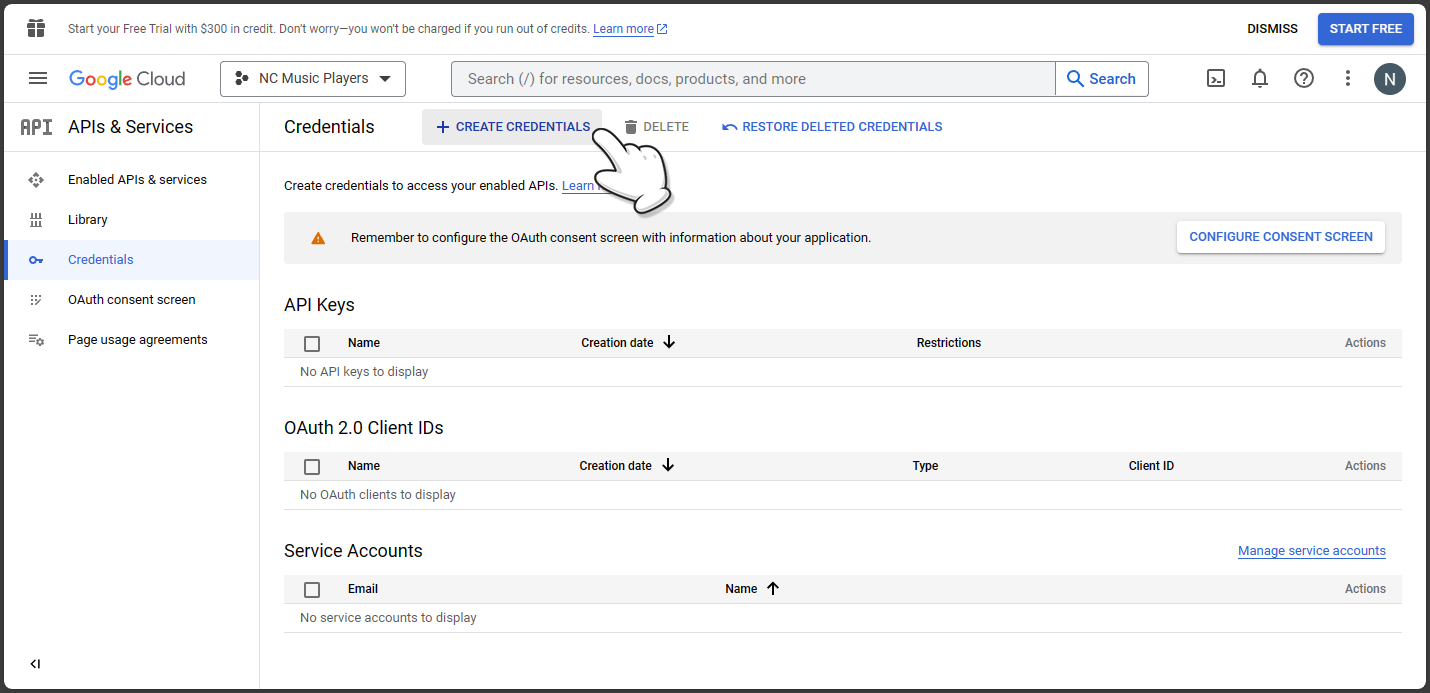 Start your Free Trial with $300 in credit. Don't worry—you won't be charged if you run out of credits. Learn more
DISMISS
START FREE
Google Cloud
NC Music Players
Search (/) for resources, docs, products, and more
Search
N
API APIs & Services
Credentials
CREATE CREDENTIALS
DELETE
RESTORE DELETED CREDENTIALS
Enabled APIs & services
Library
Credentials
OAuth consent screen
Page usage agreements
Create credentials to access your enabled APIs. Learn
Remember to configure the OAuth consent screen with information about your application.
CONFIGURE CONSENT SCREEN
API Keys
Name Creation date Restrictions Actions
No API keys to display
OAuth 2.0 Client IDs
Name Creation date Type Client ID Actions
No OAuth clients to display
Service Accounts
Manage service accounts
Email Name Actions
No service accounts to display